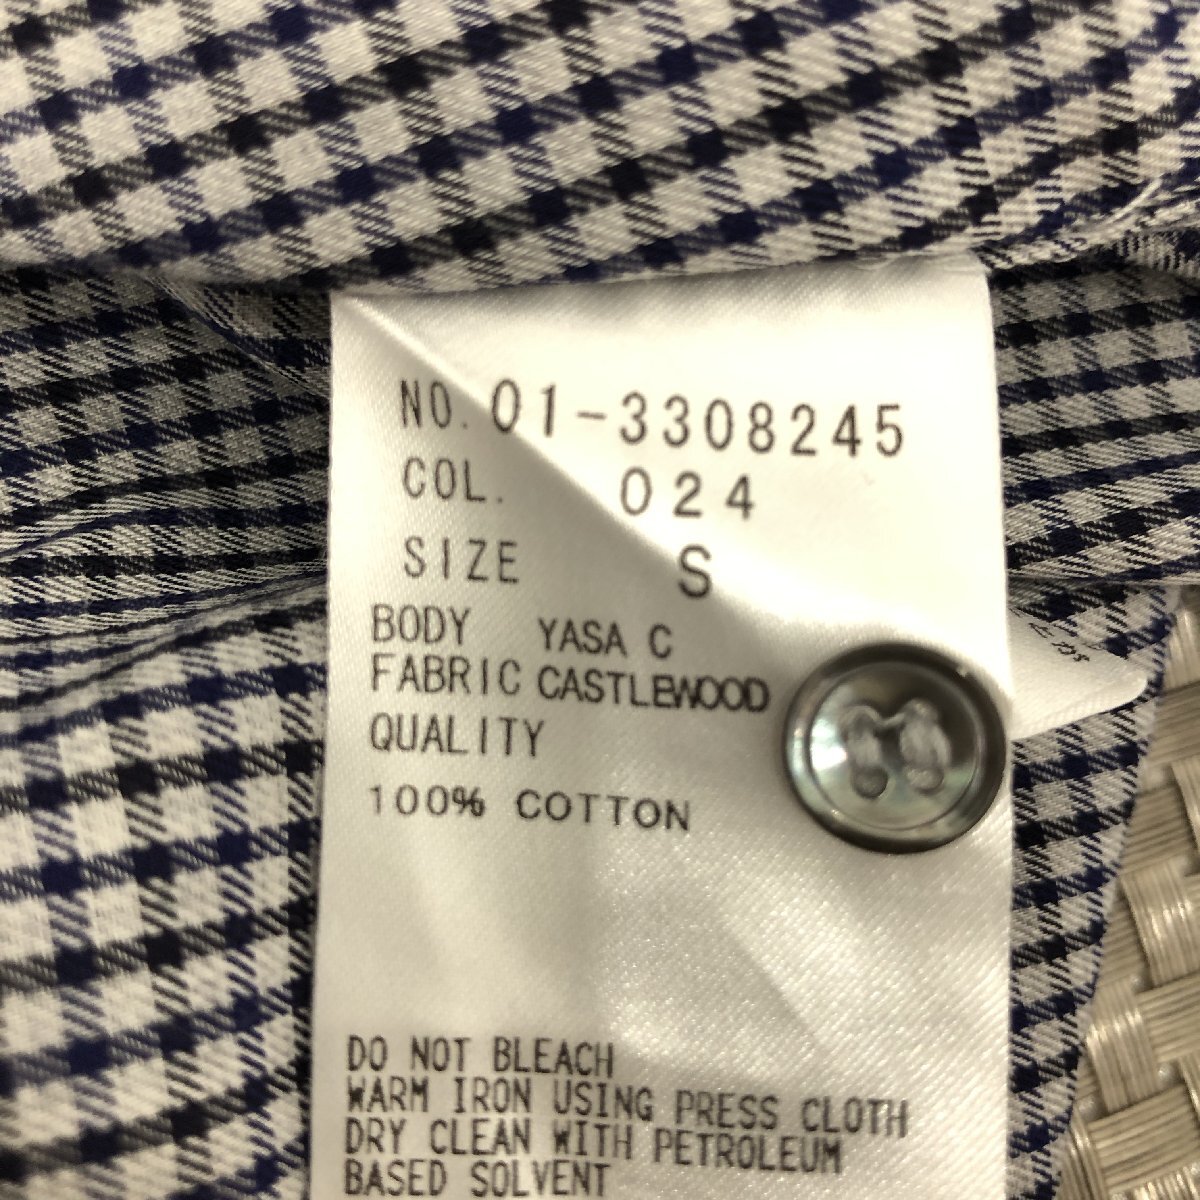 NO. 01-3308245
COL. 024
SIZE S
BODY YASA C
FABRIC CASTLEWOOD
QUALITY
100% COTTON
DO NOT BLEACH
WARM IRON USING PRESS CLOTH
DRY CLEAN WITH PETROLEUM
BASED SOLVENT